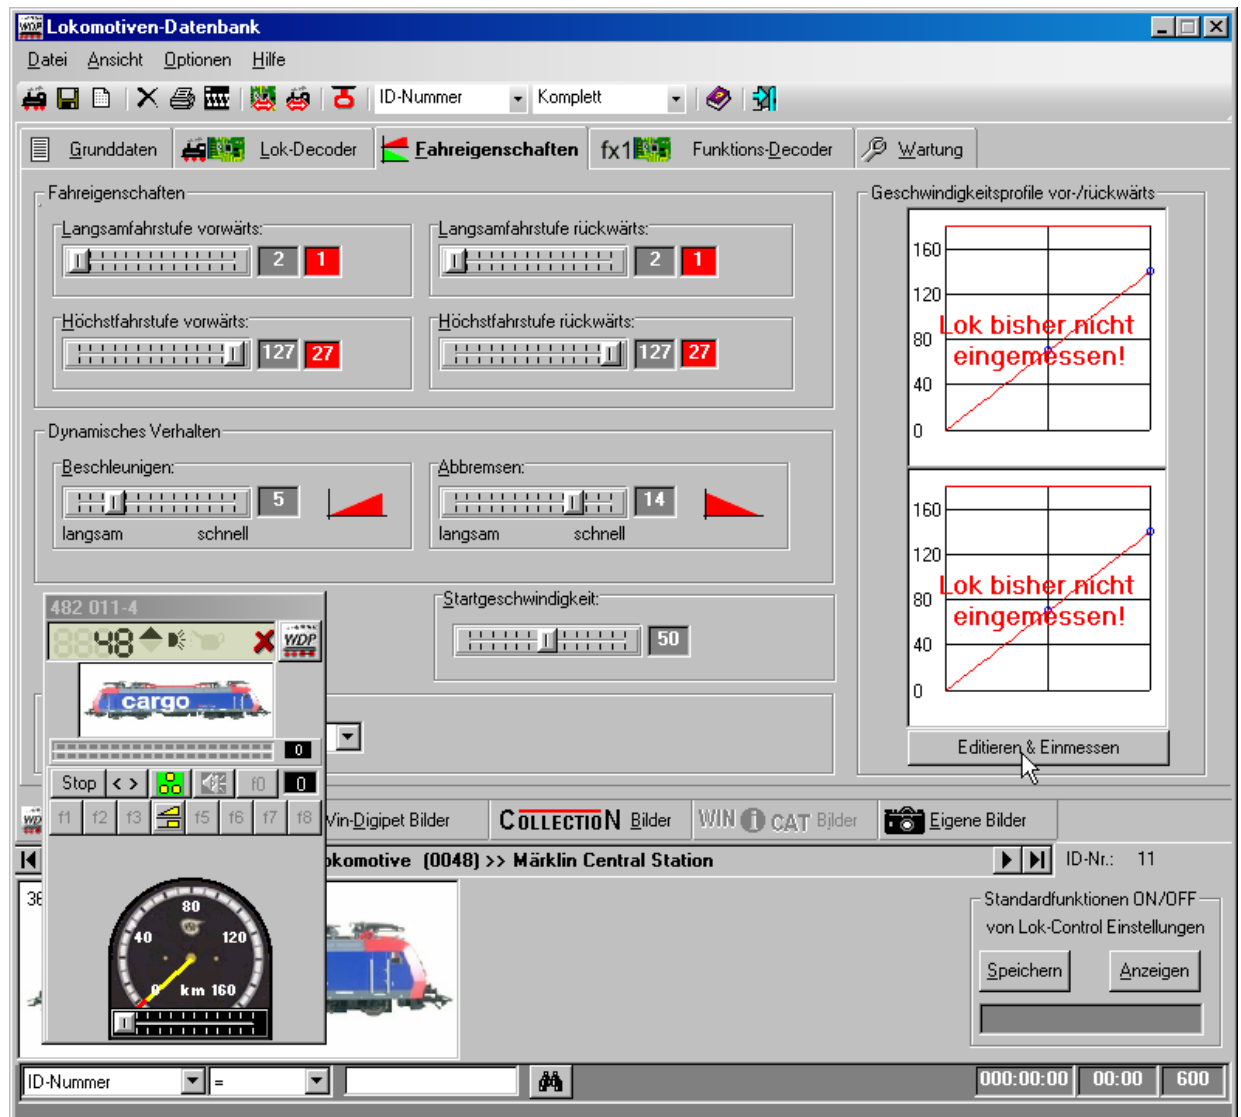 Lokomotiven-Datenbank
Datei Ansicht Optionen Hilfe
ID-Nummer Komplett
Grunddaten Lok-Decoder Fahreigenschaften fx1 Funktions-Decoder Wartung
Fahreigenschaften
Langsamfahrstufe vorwärts:
2 1
Langsamfahrstufe rückwärts:
2 1
Höchstfahrstufe vorwärts:
127 27
Höchstfahrstufe rückwärts:
127 27
Dynamisches Verhalten
Beschleunigen:
5
langsam schnell
Abbremsen:
14
langsam schnell
Startgeschwindigkeit:
50
Geschwindigkeitsprofile vor-/rückwärts
160
120
80
40
0
Lok bisher nicht
eingemessen!
160
120
80
40
0
Lok bisher nicht
eingemessen!
Editieren & Einmessen
482 011-4
48 WDP
cargo
0
Stop < > f0 0
f1 f2 f3 f5 f6 f7 f8
80
40 120
0 km 160
Win-Digipet Bilder COLLECTION Bilder WIN CAT Bilder Eigene Bilder
okomotive (0048) >> Märklin Central Station ID-Nr.: 11
Standardfunktionen ON/OFF
von Lok-Control Einstellungen
Speichern Anzeigen
ID-Nummer = 000:00:00 00:00 600